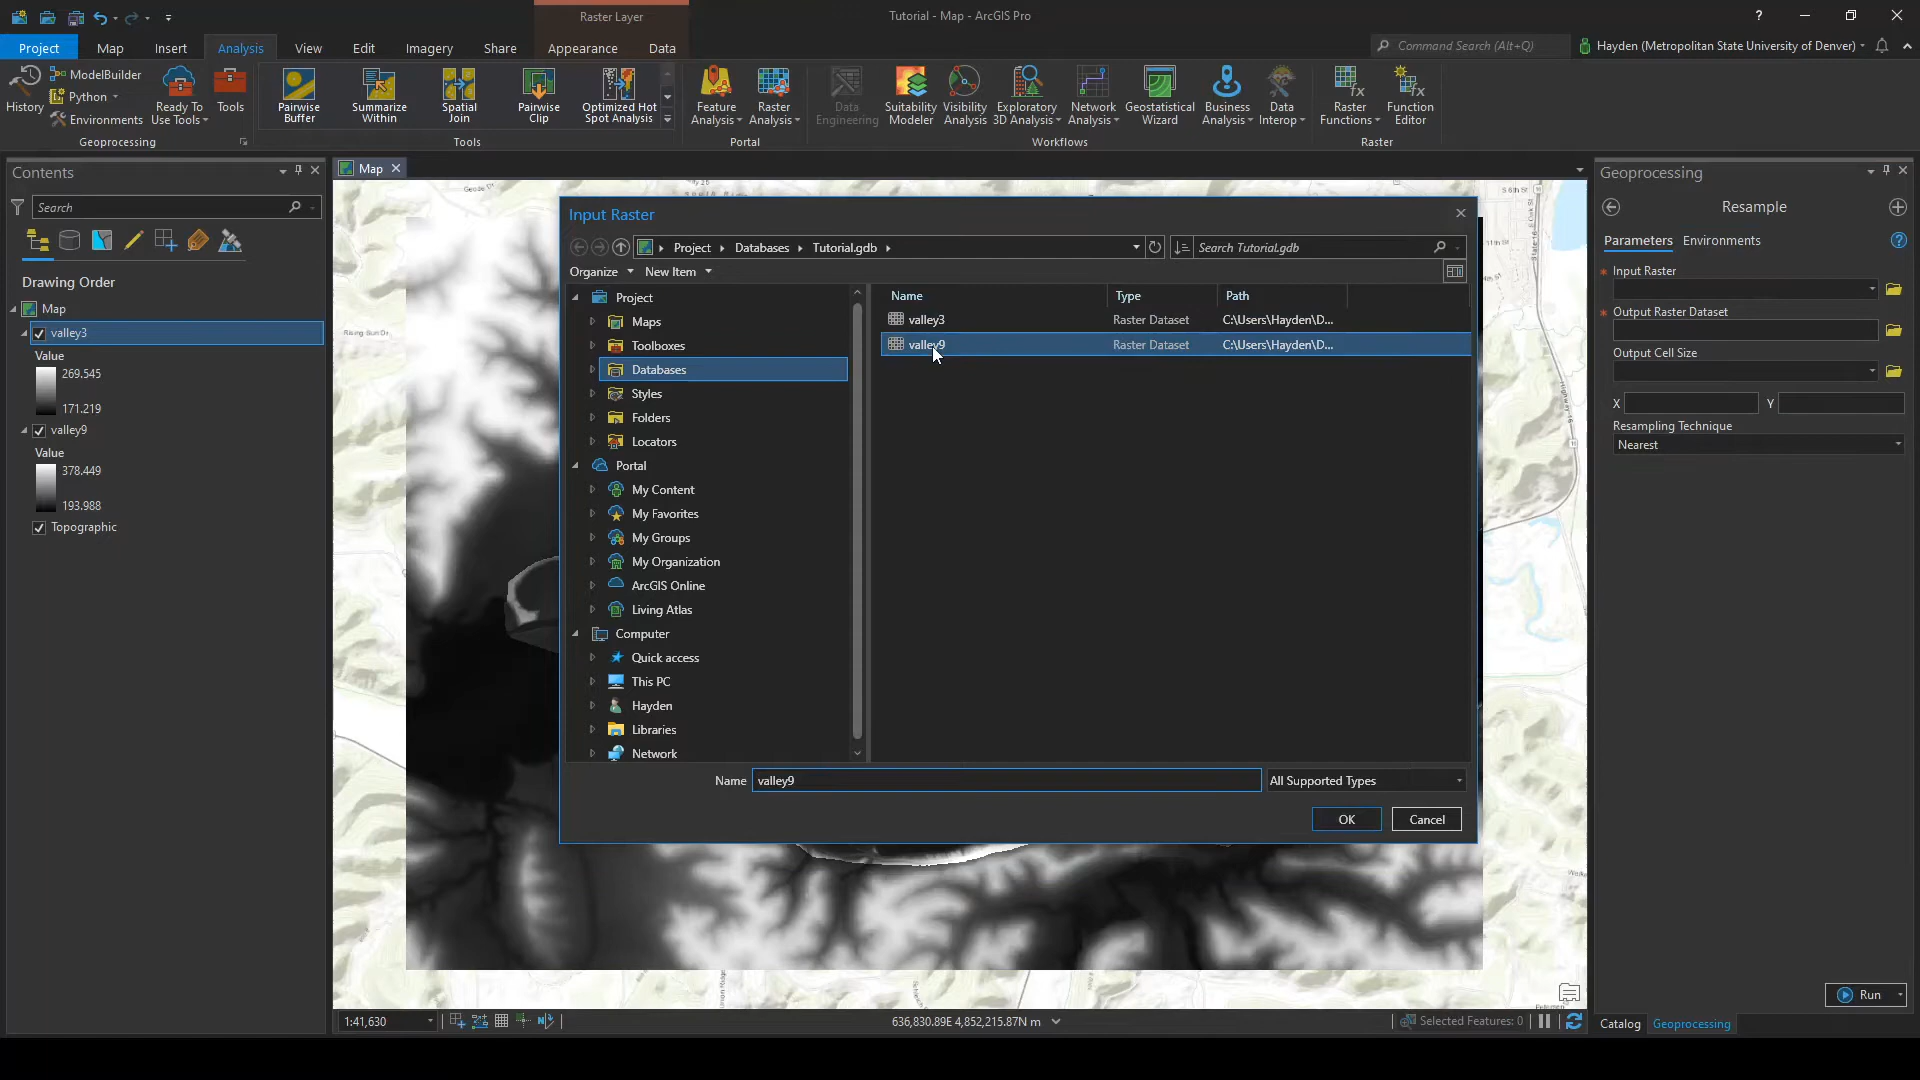 Raster Layer
Tutorial - Map - ArcGIS Pro
?
Project
Map
Insert
Analysis
View
Edit
Imagery
Share
Appearance
Data
Command Search (Alt+Q)
Hayden (Metropolitan State University of Denver)
History
ModelBuilder
Python
Environments
Ready To
Use Tools
Tools
Geoprocessing
Pairwise
Buffer
Summarize
Within
Spatial
Join
Pairwise
Clip
Optimized Hot
Spot Analysis
Tools
Feature
Analysis
Raster
Analysis
Portal
Data
Engineering
Suitability
Modeler
Visibility
Analysis
Exploratory
3D Analysis
Network
Analysis
Geostatistical
Wizard
Business
Analysis
Data
Interop
Workflows
Raster
Functions
Function
Editor
Raster
Contents
Search
Drawing Order
Map
valley3
Value
269.545
171.219
valley9
Value
378.449
193.988
Topographic
Map
Rising Sun Dr
Input Raster
Project
Databases
Tutorial.gdb
Search Tutorial.gdb
Organize
New Item
Project
Maps
Toolboxes
Databases
Styles
Folders
Locators
Portal
My Content
My Favorites
My Groups
My Organization
ArcGIS Online
Living Atlas
Computer
Quick access
This PC
Hayden
Libraries
Network
Name Type Path
valley3 Raster Dataset C:\Users\Hayden\D...
valley9 Raster Dataset C:\Users\Hayden\D...
Name valley9
All Supported Types
OK
Cancel
1:41,630
636,830.89E 4,852,215.87N m
Selected Features: 0
Geoprocessing
Resample
Parameters Environments
Input Raster
Output Raster Dataset
Output Cell Size
X
Y
Resampling Technique
Nearest
Run
Catalog
Geoprocessing